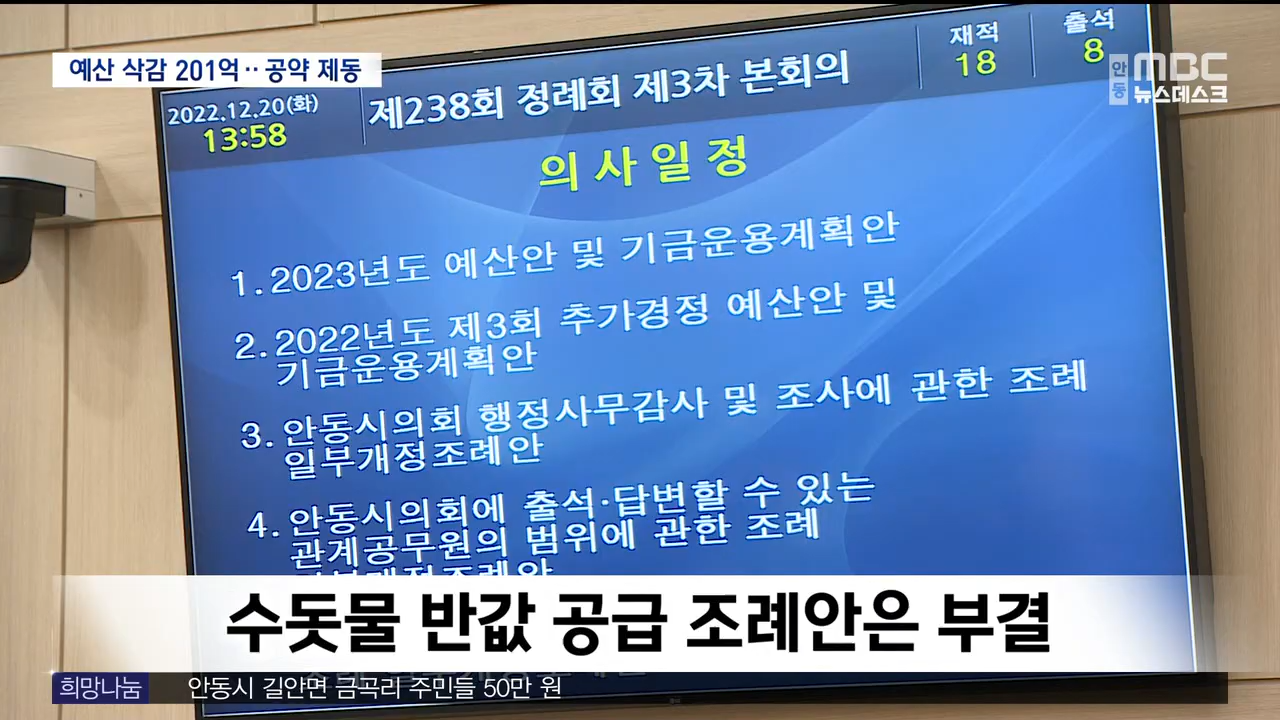 예산 삭감 201억‥공약 제동
안동
MBC
뉴스데스크
2022.12.20(화)
13:58
제238회 정례회 제3차 본회의
재적
18
출석
8
의사일정
1. 2023년도 예산안 및 기금운용계획안
2. 2022년도 제3회 추가경정 예산안 및
기금운용계획안
3. 안동시의회 행정사무감사 및 조사에 관한 조례
일부개정조례안
4. 안동시의회에 출석·답변할 수 있는
관계공무원의 범위에 관한 조례
일부개정조례안
수돗물 반값 공급 조례안은 부결
희망나눔
안동시 길안면 금곡리 주민들 50만 원